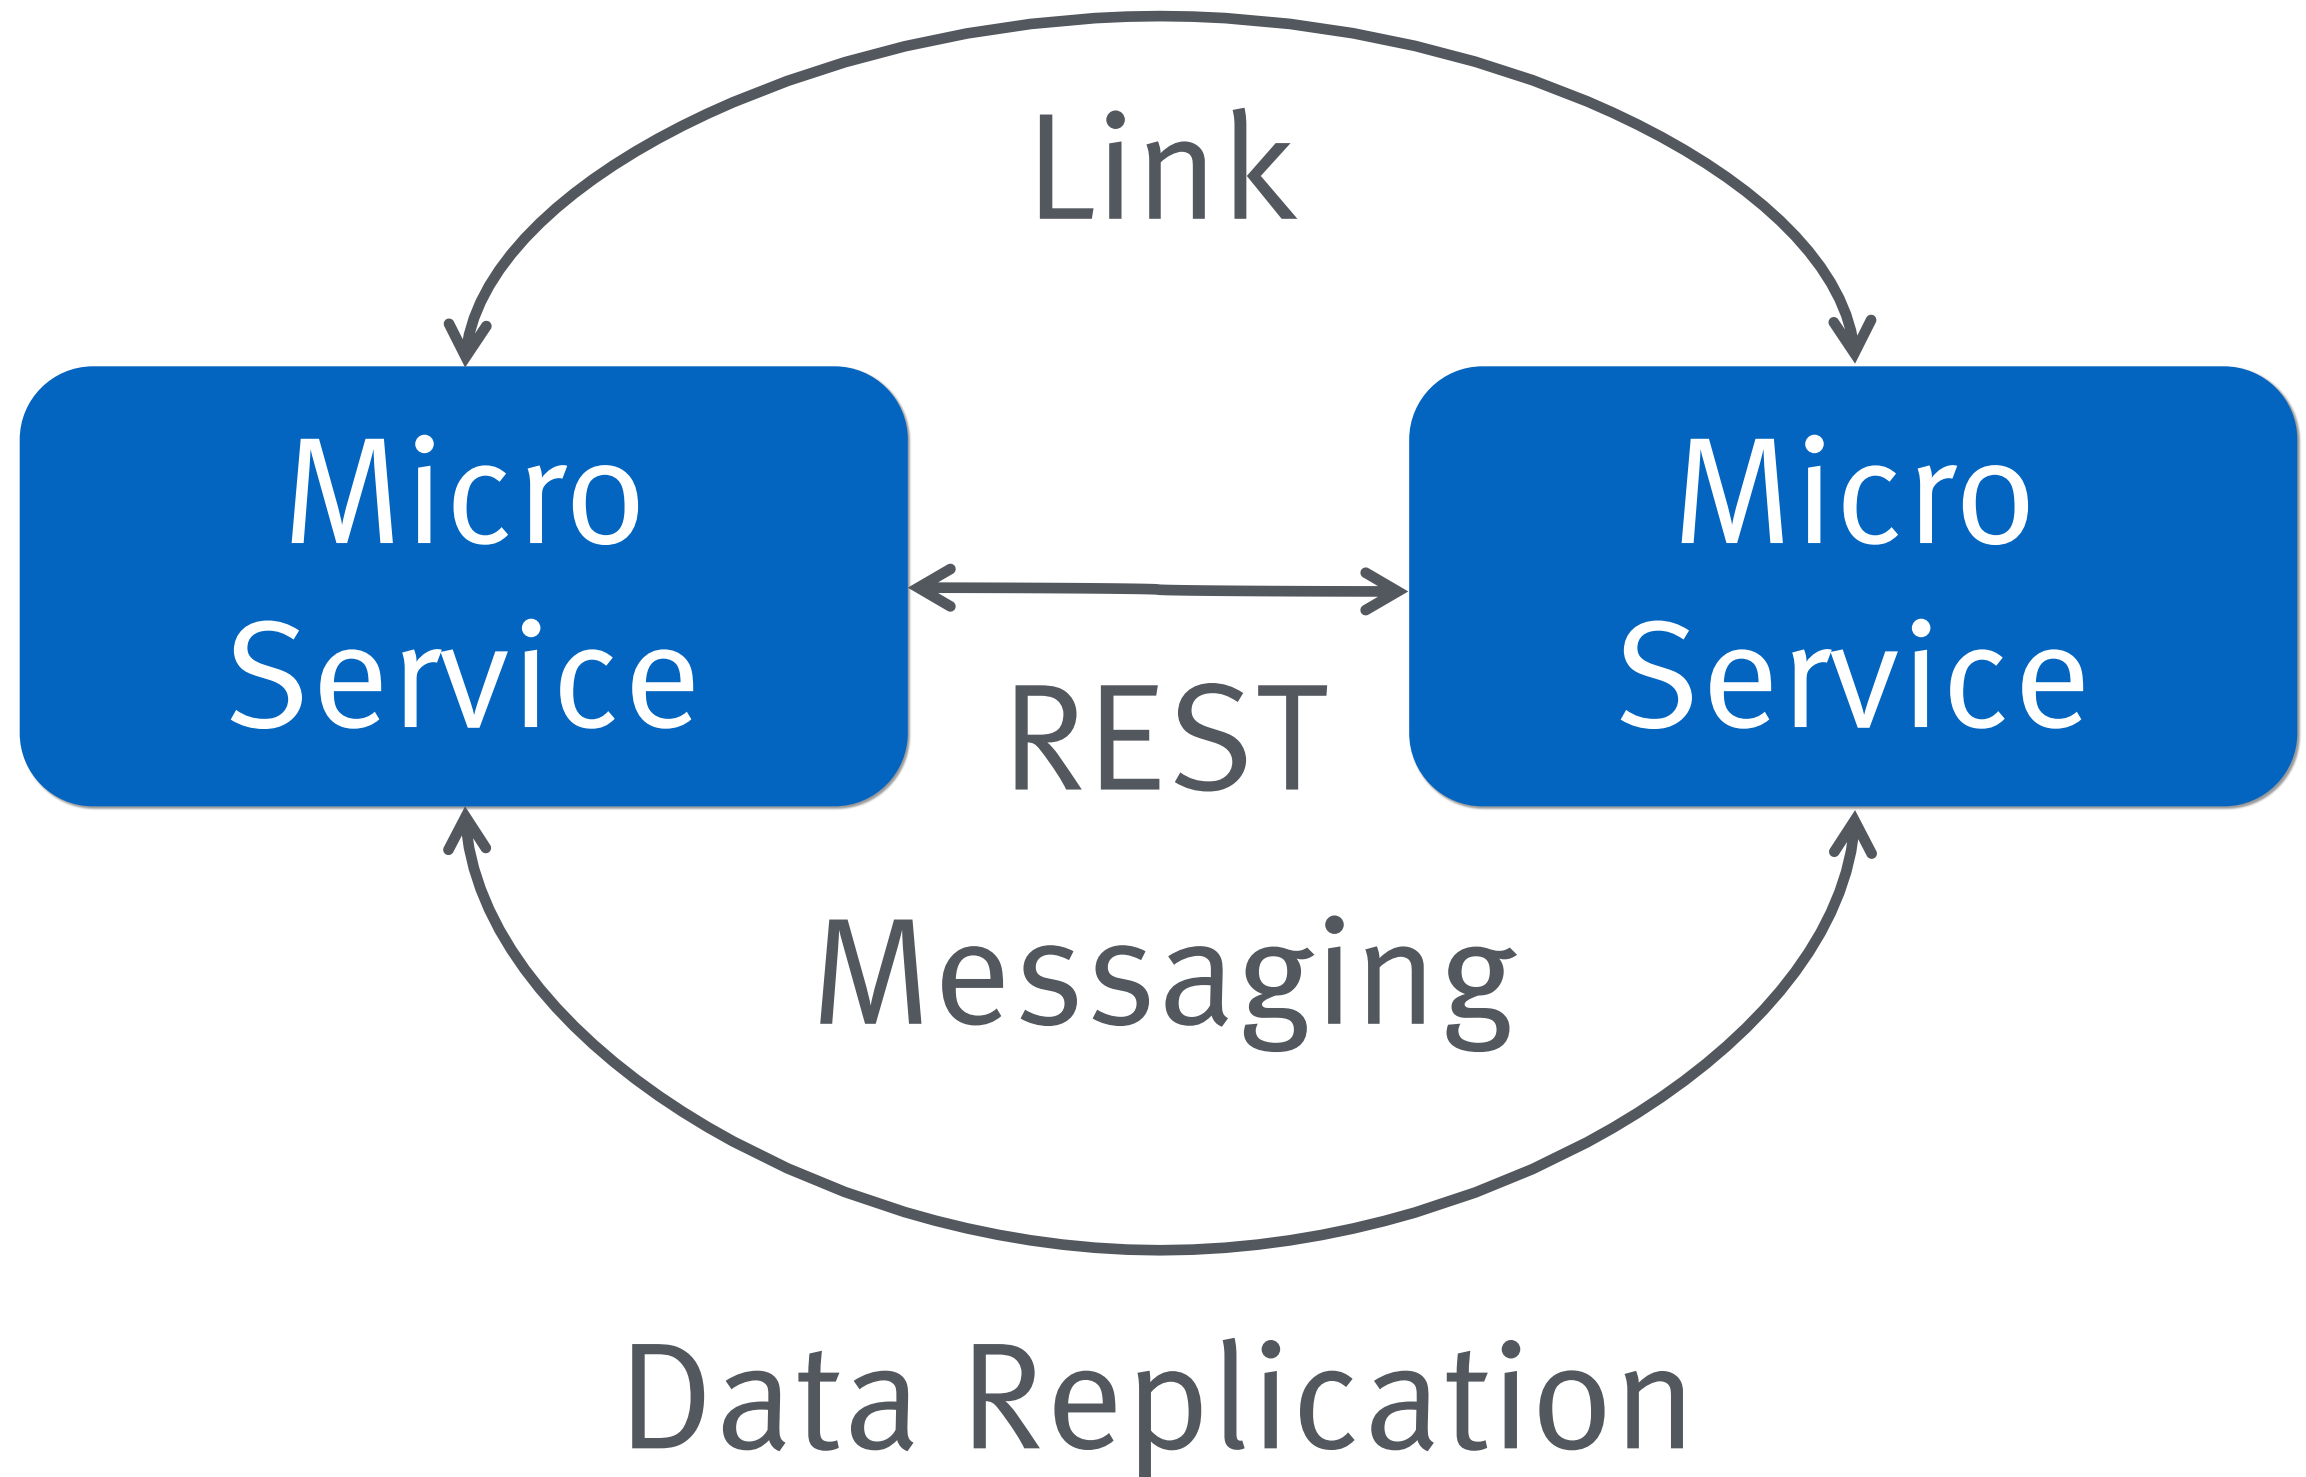 Link
Micro
Service
Micro
Service
REST
Messaging
Data Replication